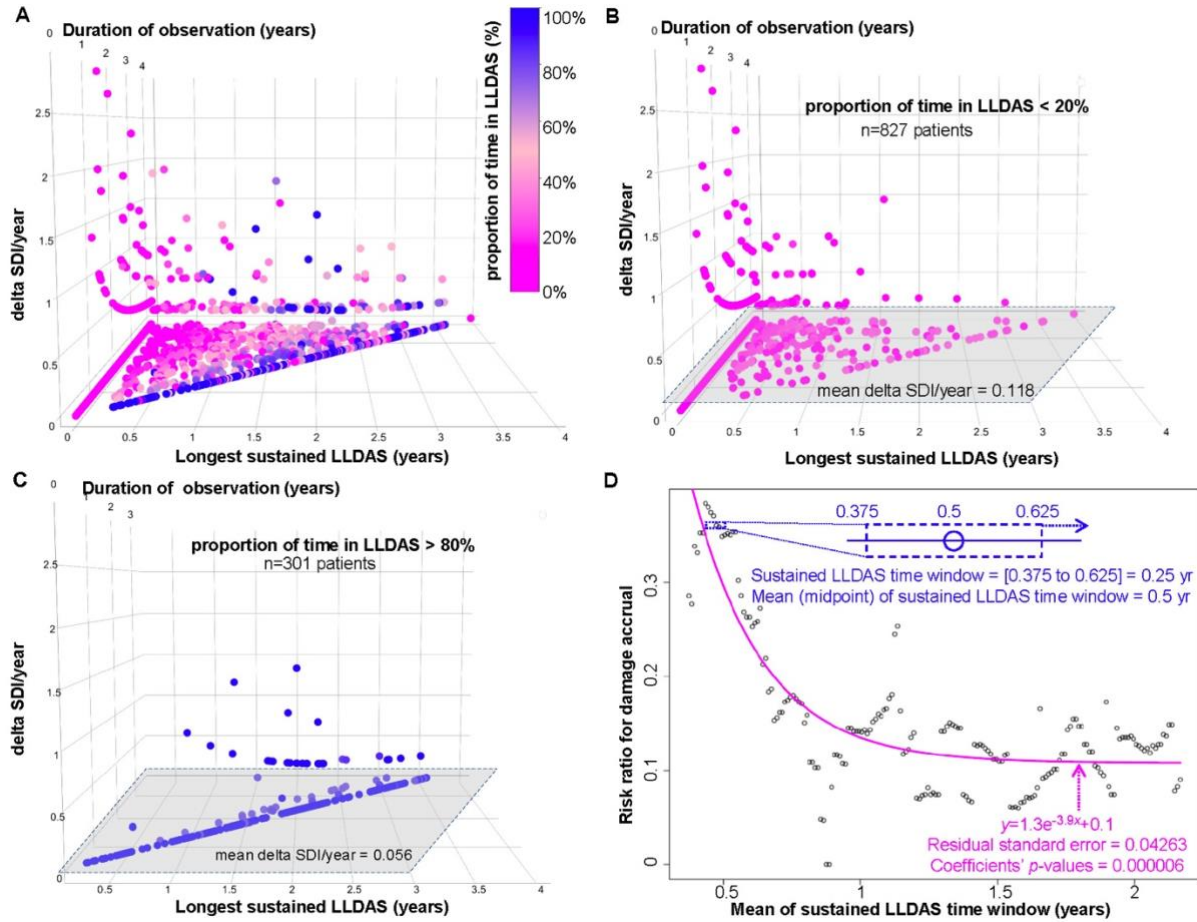 A
Duration of observation (years)
0
1
2
3
4
2.5
2
1.5
1
0.5
0
delta SDI/year
0
0.5
1
1.5
2
2.5
3
3.5
4
Longest sustained LLDAS (years)
proportion of time in LLDAS (%)
100%
80%
60%
40%
20%
0%
B
Duration of observation (years)
0
1
2
3
4
proportion of time in LLDAS < 20%
n=827 patients
2.5
2
1.5
1
0.5
0
delta SDI/year
mean delta SDI/year = 0.118
0
0.5
1
1.5
2
2.5
3
3.5
4
Longest sustained LLDAS (years)
C
Duration of observation (years)
0
1
2
3
proportion of time in LLDAS > 80%
n=301 patients
2.5
2
1.5
1
0.5
0
delta SDI/year
mean delta SDI/year = 0.056
0
0.5
1
1.5
2
2.5
3
3.5
4
Longest sustained LLDAS (years)
D
0.375
0.5
0.625
Sustained LLDAS time window = [0.375 to 0.625] = 0.25 yr
Mean (midpoint) of sustained LLDAS time window = 0.5 yr
0.3
0.2
0.1
0
Risk ratio for damage accrual
y=1.3e^-3.9x+0.1
Residual standard error = 0.04263
Coefficients' p-values = 0.000006
0.5
1
1.5
2
Mean of sustained LLDAS time window (years)